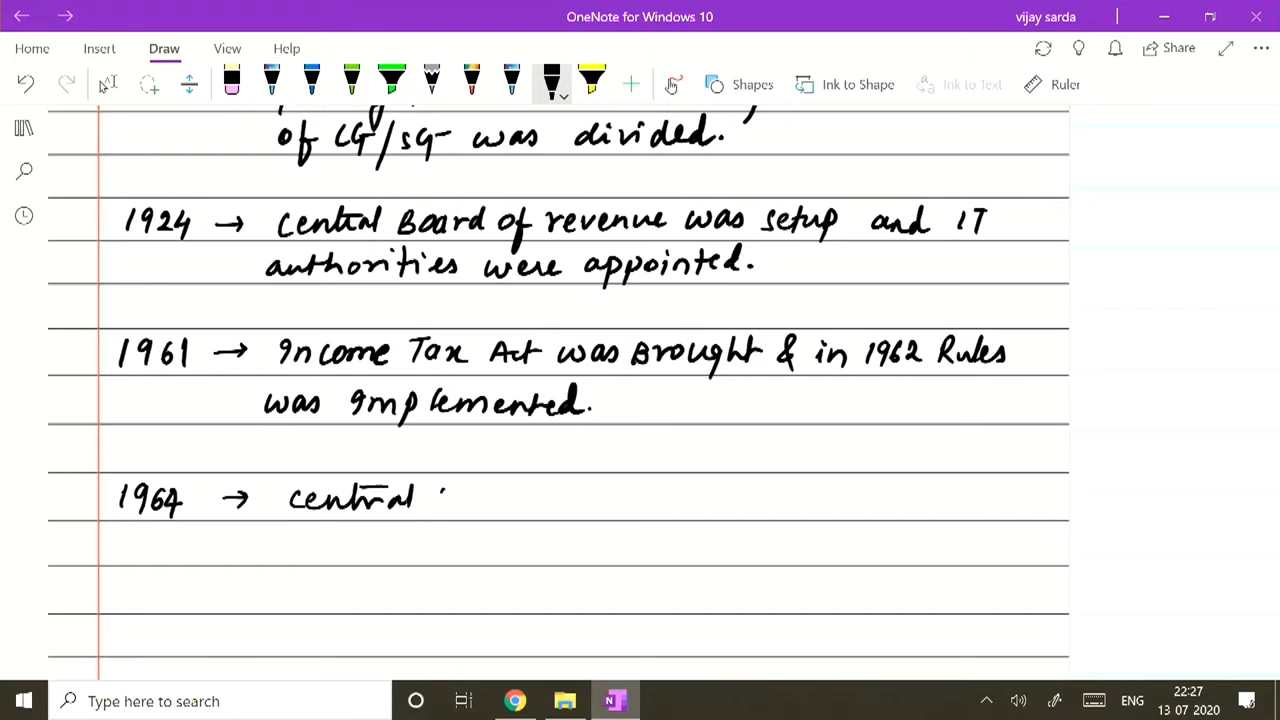 OneNote for Windows 10
vijay sarda
Home
Insert
Draw
View
Help
Share
Shapes
Ink to Shape
Ink to Text
Ruler
of CG/SG was divided.
1924 → Central Board of revenue was setup and IT
authorities were appointed.
1961 → Income Tax Act was Brought & in 1962 Rules
was Implemented.
1964 → central
Type here to search
ENG
22:27
13 07 2020